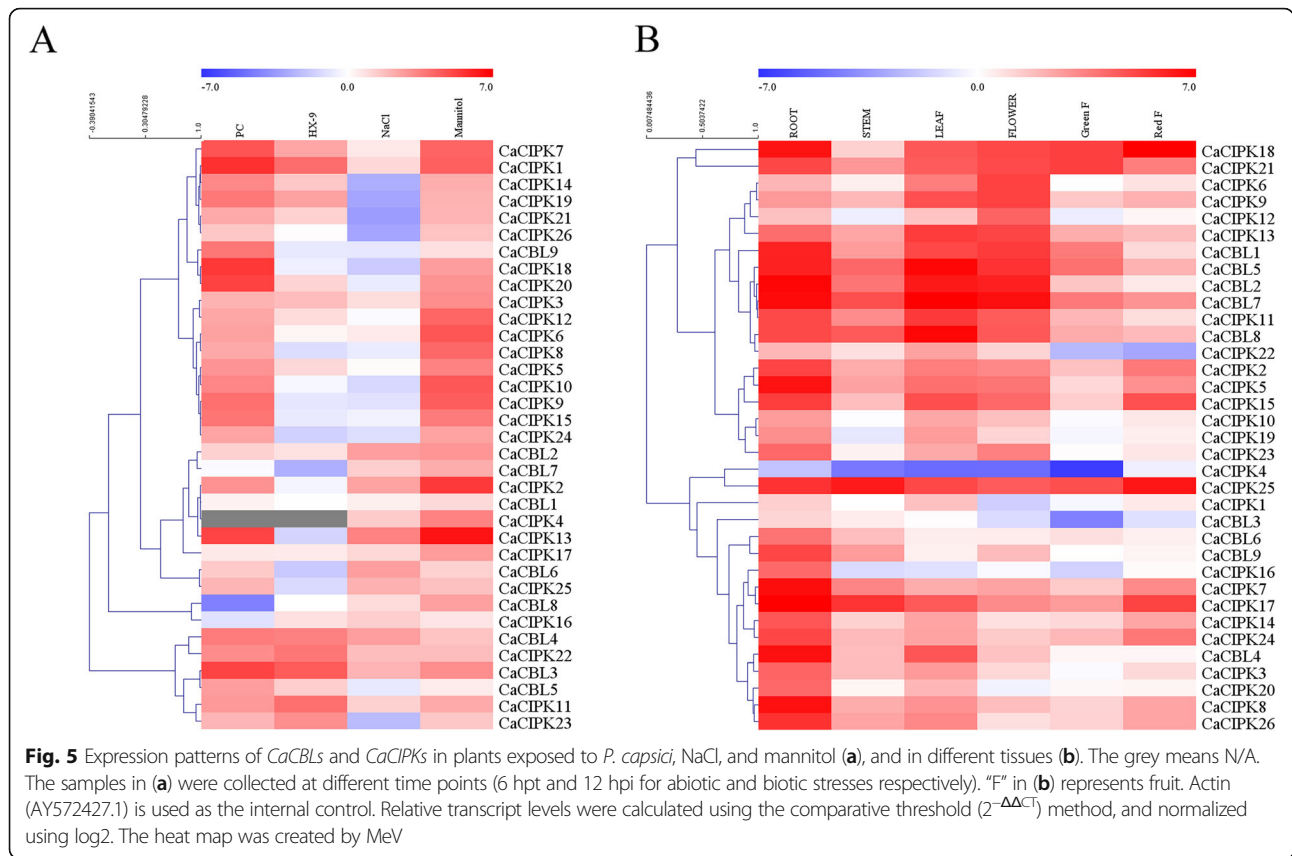 A
-7.0 0.0 7.0
-0.39041543
0.30479228
1.0
PC
HX-9
NaCl
Mannitol
CaCIPK7
CaCIPK1
CaCIPK14
CaCIPK19
CaCIPK21
CaCIPK26
CaCBL9
CaCIPK18
CaCIPK20
CaCIPK3
CaCIPK12
CaCIPK6
CaCIPK8
CaCIPK5
CaCIPK10
CaCIPK9
CaCIPK15
CaCIPK24
CaCBL2
CaCBL7
CaCIPK2
CaCBL1
CaCIPK4
CaCIPK13
CaCIPK17
CaCBL6
CaCIPK25
CaCBL8
CaCIPK16
CaCBL4
CaCIPK22
CaCBL3
CaCBL5
CaCIPK11
CaCIPK23
B
-7.0 0.0 7.0
0.007484436
0.5037422
1.0
ROOT
STEM
LEAF
FLOWER
Green F
Red F
CaCIPK18
CaCIPK21
CaCIPK6
CaCIPK9
CaCIPK12
CaCIPK13
CaCBL1
CaCBL5
CaCBL2
CaCBL7
CaCIPK11
CaCBL8
CaCIPK22
CaCIPK2
CaCIPK5
CaCIPK15
CaCIPK10
CaCIPK19
CaCIPK23
CaCIPK4
CaCIPK25
CaCIPK1
CaCBL3
CaCBL6
CaCBL9
CaCIPK16
CaCIPK7
CaCIPK17
CaCIPK14
CaCIPK24
CaCBL4
CaCIPK3
CaCIPK20
CaCIPK8
CaCIPK26
Fig. 5 Expression patterns of CaCBLs and CaCIPKs in plants exposed to P. capsici, NaCl, and mannitol (a), and in different tissues (b). The grey means N/A.
The samples in (a) were collected at different time points (6 hpt and 12 hpi for abiotic and biotic stresses respectively). "F" in (b) represents fruit. Actin
(AY572427.1) is used as the internal control. Relative transcript levels were calculated using the comparative threshold (2−ΔΔCT) method, and normalized
using log2. The heat map was created by MeV